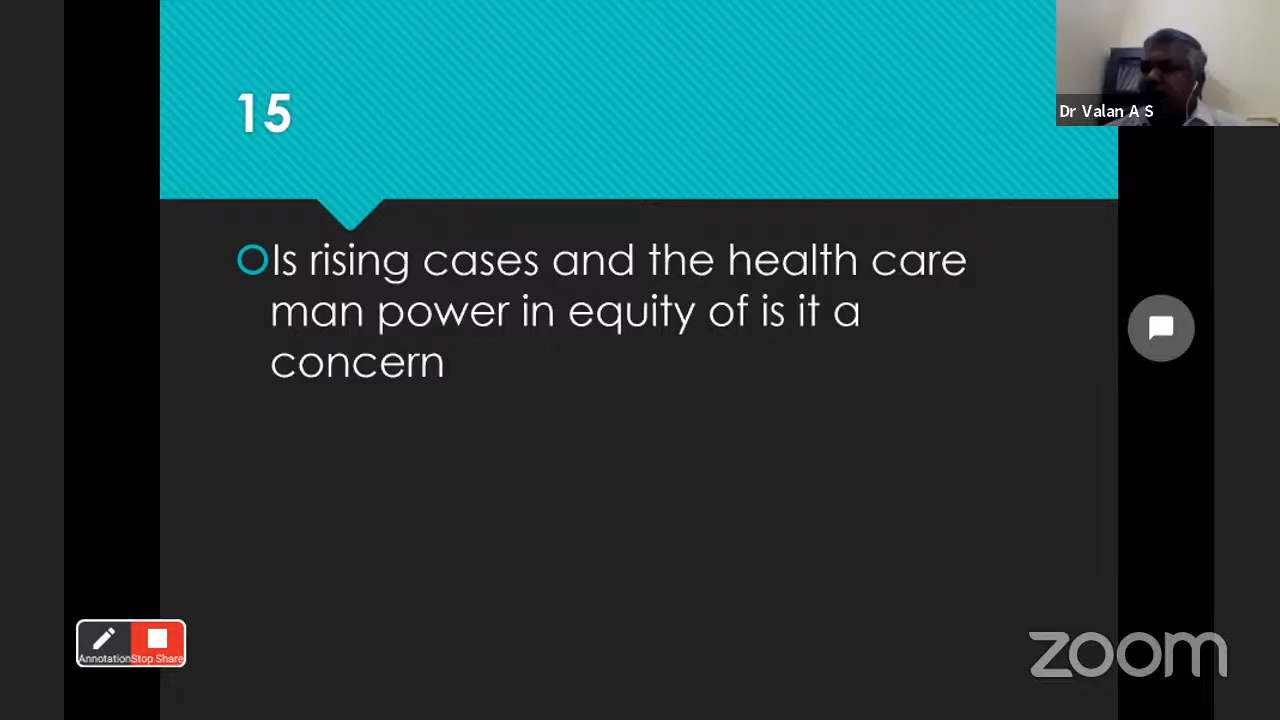 Dr Valan A S
15
Is rising cases and the health care
man power in equity of is it a
concern
Annotation Stop Share
zoom